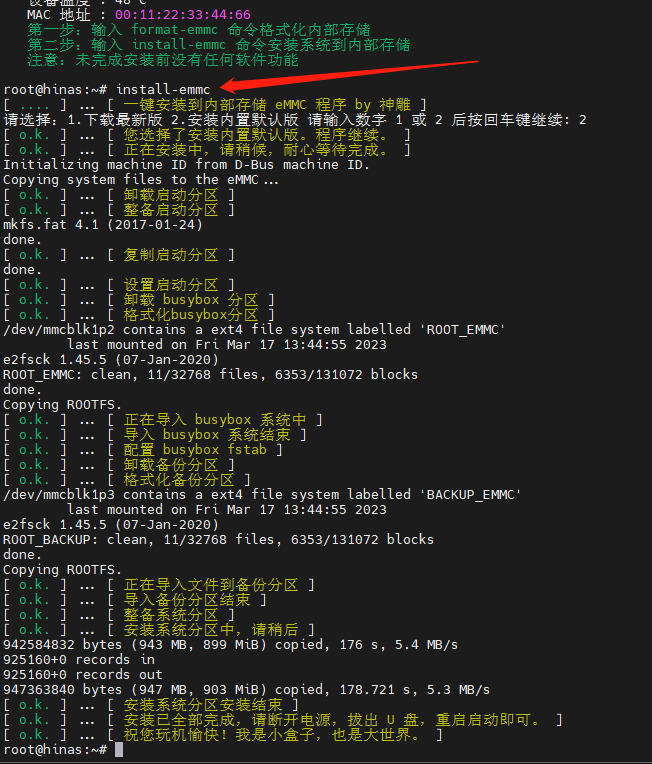 设备温度 : 48°C
MAC 地址 : 00:11:22:33:44:66
第一步: 输入 format-emmc 命令格式化内部存储
第二步: 输入 install-emmc 命令安装系统到内部存储
注意: 未完成安装前没有任何软件功能
root@hinas:~# install-emmc
[ .... ] ... [ 一键安装到内部存储 eMMC 程序 by 神雕 ]
请选择: 1.下载最新版 2.安装内置默认版 请输入数字 1 或 2 后按回车键继续: 2
[ o.k. ] ... [ 您选择了安装内置默认版。程序继续。 ]
[ o.k. ] ... [ 正在安装中，请稍候，耐心等待完成。 ]
Initializing machine ID from D-Bus machine ID.
Copying system files to the eMMC...
[ o.k. ] ... [ 卸载启动分区 ]
[ o.k. ] ... [ 整备启动分区 ]
mkfs.fat 4.1 (2017-01-24)
done.
[ o.k. ] ... [ 复制启动分区 ]
done.
[ o.k. ] ... [ 设置启动分区 ]
[ o.k. ] ... [ 卸载 busybox 分区 ]
[ o.k. ] ... [ 格式化busybox分区 ]
/dev/mmcblk1p2 contains a ext4 file system labelled 'ROOT_EMMC'
last mounted on Fri Mar 17 13:44:55 2023
e2fsck 1.45.5 (07-Jan-2020)
ROOT_EMMC: clean, 11/32768 files, 6353/131072 blocks
done.
Copying ROOTFS.
[ o.k. ] ... [ 正在导入 busybox 系统中 ]
[ o.k. ] ... [ 导入 busybox 系统结束 ]
[ o.k. ] ... [ 配置 busybox fstab ]
[ o.k. ] ... [ 卸载备份分区 ]
[ o.k. ] ... [ 格式化备份分区 ]
/dev/mmcblk1p3 contains a ext4 file system labelled 'BACKUP_EMMC'
last mounted on Fri Mar 17 13:44:55 2023
e2fsck 1.45.5 (07-Jan-2020)
ROOT_BACKUP: clean, 11/32768 files, 6353/131072 blocks
done.
Copying ROOTFS.
[ o.k. ] ... [ 正在导入文件到备份分区 ]
[ o.k. ] ... [ 导入备份分区结束 ]
[ o.k. ] ... [ 整备系统分区 ]
[ o.k. ] ... [ 安装系统分区中，请稍后 ]
942584832 bytes (943 MB, 899 MiB) copied, 176 s, 5.4 MB/s
925160+0 records in
925160+0 records out
947363840 bytes (947 MB, 903 MiB) copied, 178.721 s, 5.3 MB/s
[ o.k. ] ... [ 安装系统分区安装结束 ]
[ o.k. ] ... [ 安装已全部完成，请断开电源，拔出 U 盘，重启启动即可。 ]
[ o.k. ] ... [ 祝您玩机愉快！我是小盒子，也是大世界。 ]
root@hinas:~#